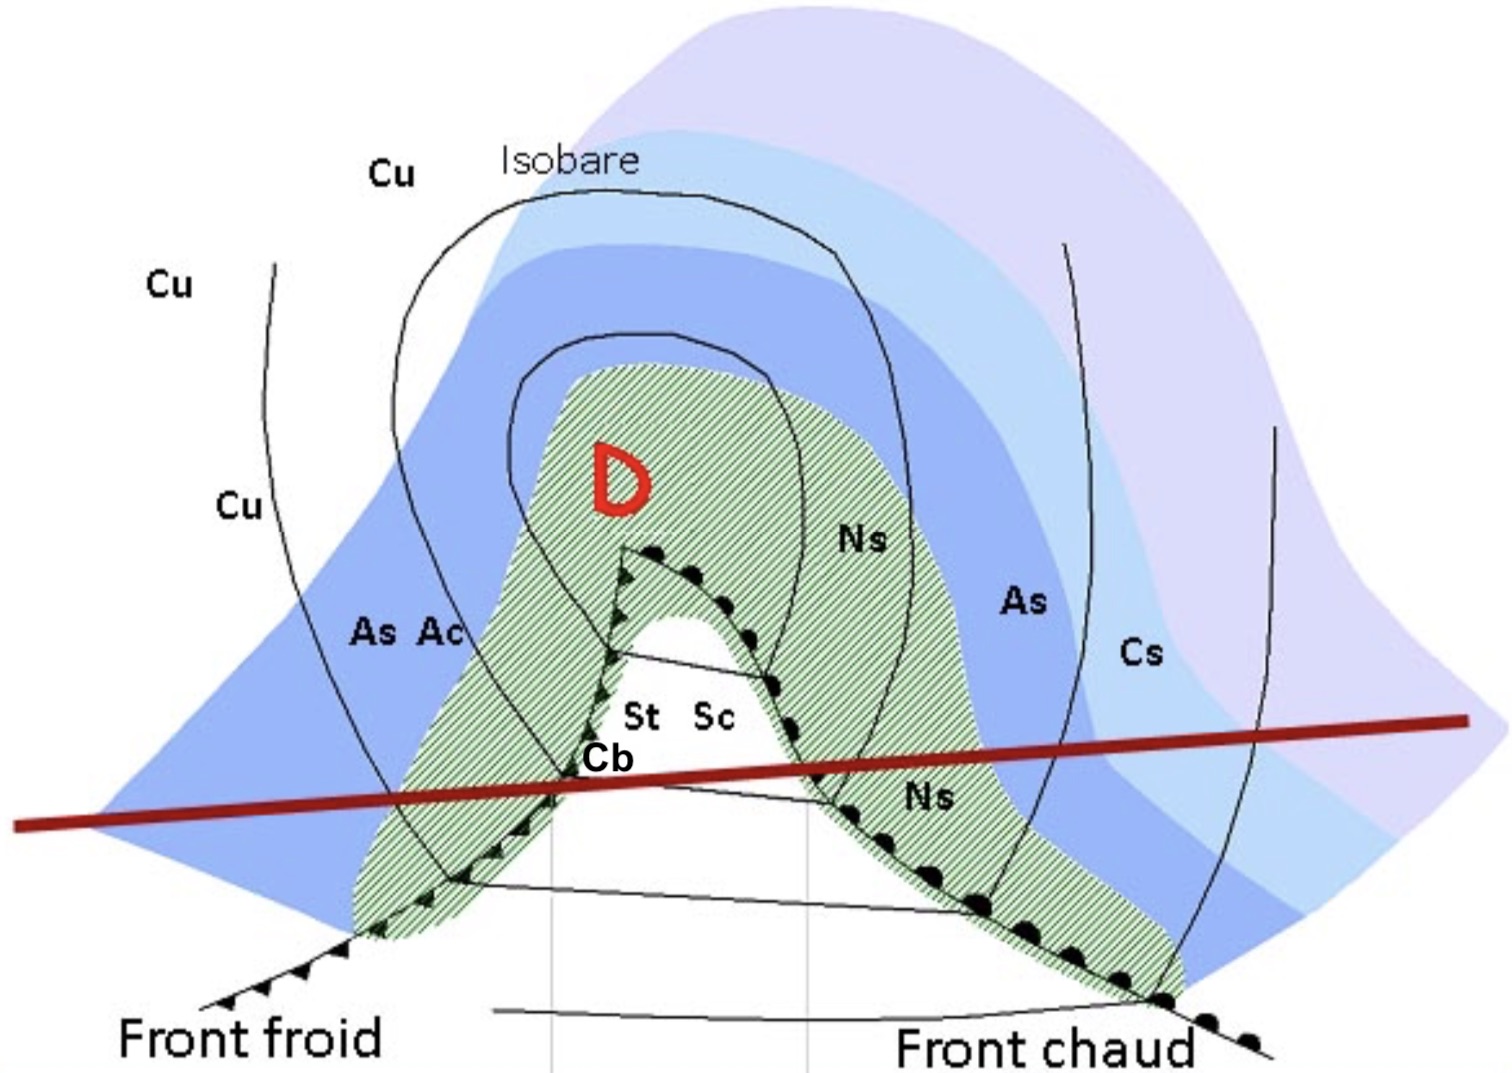 Cu
Isobare
Cu
Cu
D
Ns
As
As Ac
Cs
St Sc
Cb
Ns
Front froid
Front chaud